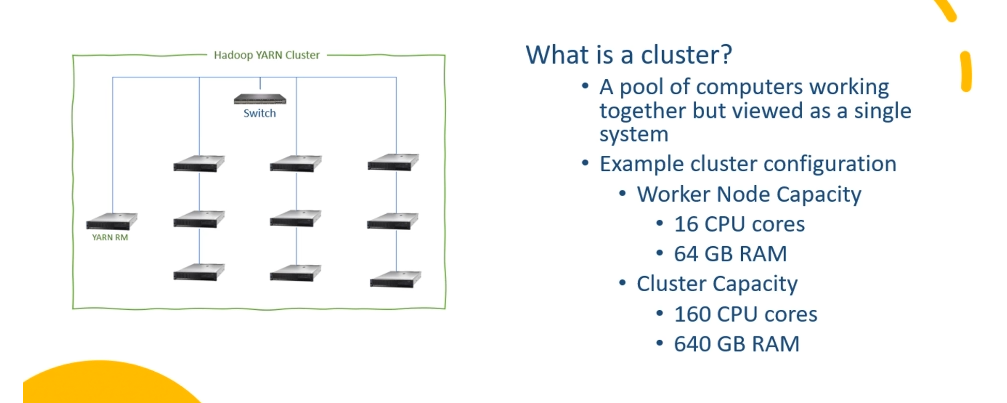 Hadoop YARN Cluster
Switch
YARN RM
What is a cluster?
• A pool of computers working
together but viewed as a single
system
• Example cluster configuration
• Worker Node Capacity
• 16 CPU cores
• 64 GB RAM
• Cluster Capacity
• 160 CPU cores
• 640 GB RAM